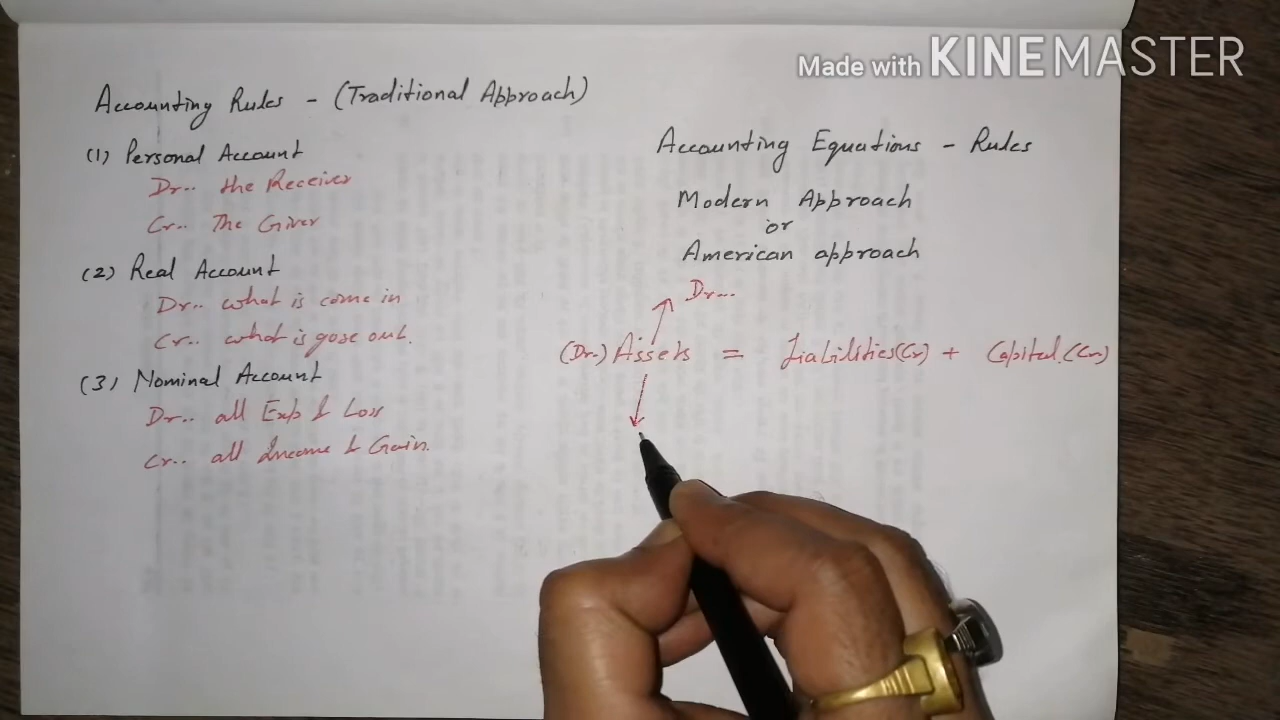 Made with KINEMASTER
Accounting Rules - (Traditional Approach)
(1) Personal Account
Dr.. the Receiver
Cr.. The Giver
(2) Real Account
Dr.. what is come in
Cr.. what is gose out.
(3) Nominal Account
Dr.. all Exp & Loss
Cr.. all Income & Gain.
Accounting Equations - Rules
Modern Approach
or
American approach
Dr...
(Dr.) Assets = Liabilities (Cr) + Capital. (Cr)